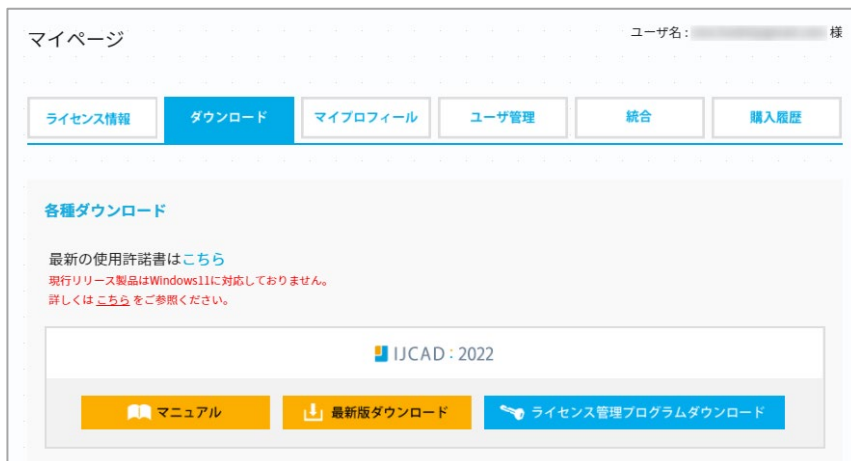 マイページ
ユーザ名 : 様
ライセンス情報
ダウンロード
マイプロフィール
ユーザ管理
統合
購入履歴
各種ダウンロード
最新の使用許諾書はこちら
現行リリース製品はWindows11に対応しておりません。
詳しくは こちら をご参照ください。
IJCAD : 2022
マニュアル
最新版ダウンロード
ライセンス管理プログラムダウンロード